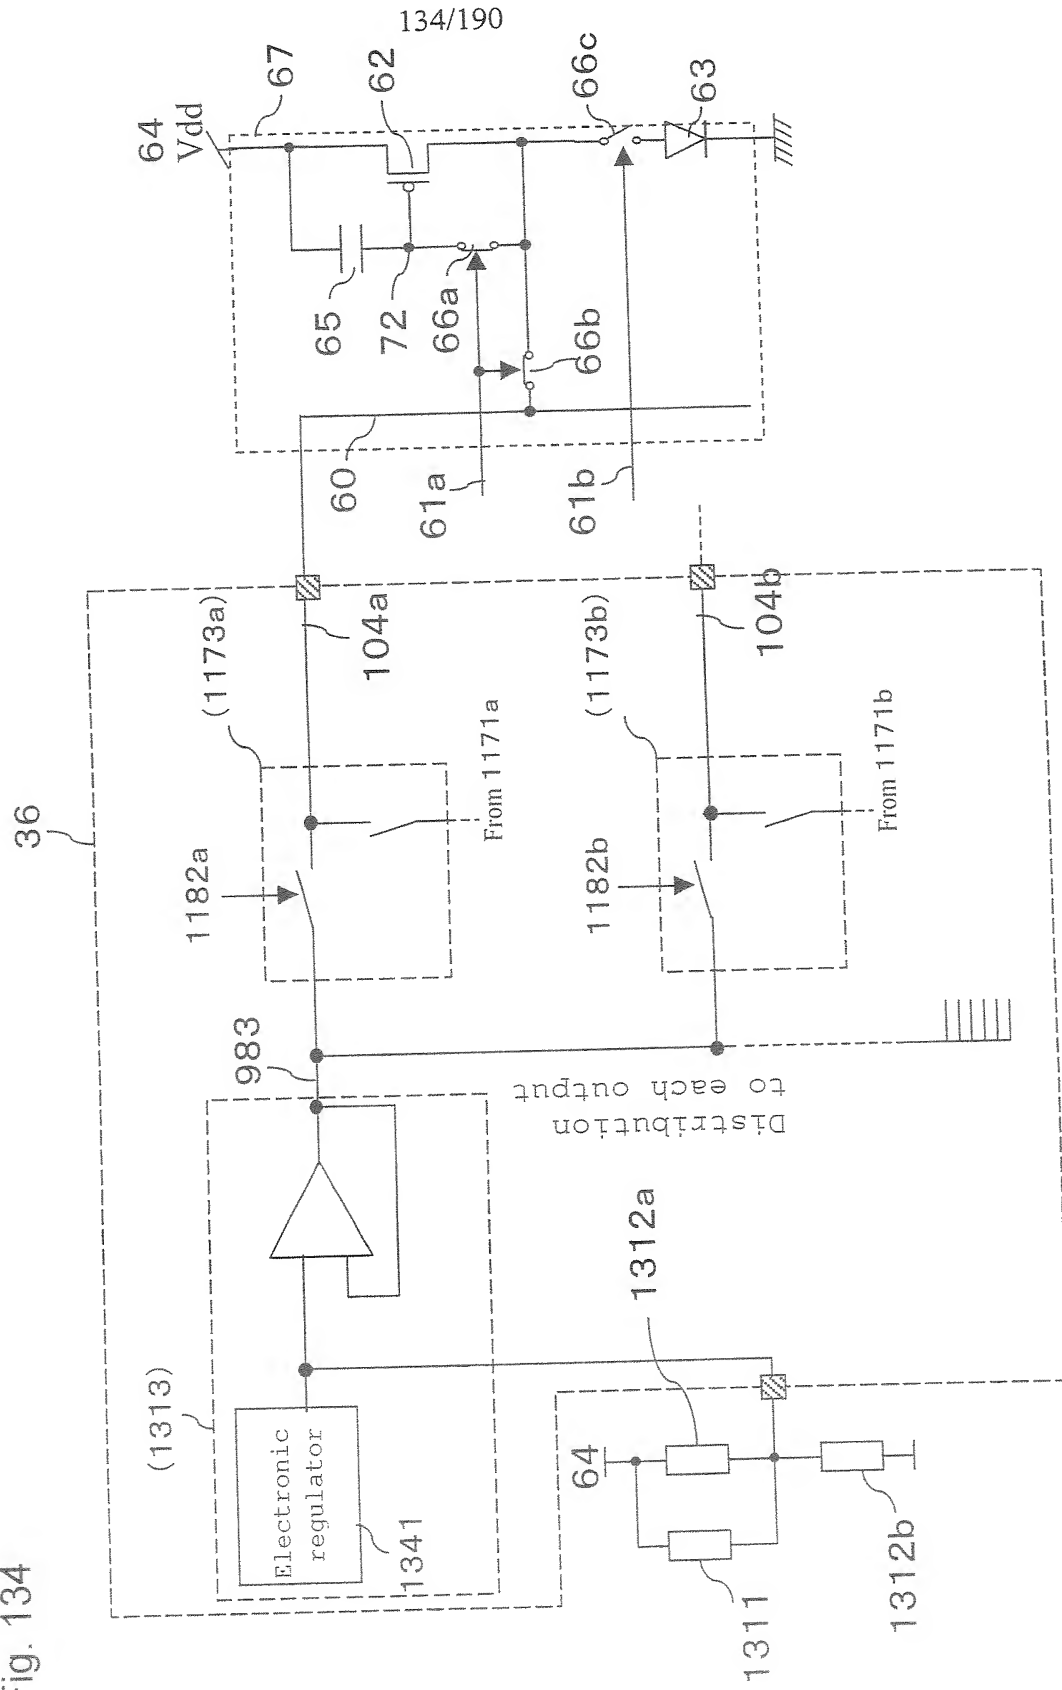 134/190
Fig. 134
(1313)
Electronic
regulator
1341
983
36
1182a
(1173a)
From 1171a
104a
1182b
(1173b)
From 1171b
104b
Distribution
to each output
64
1311
1312a
1312b
60
61a
61b
64
Vdd
67
62
65
72
66a
66b
66c
63